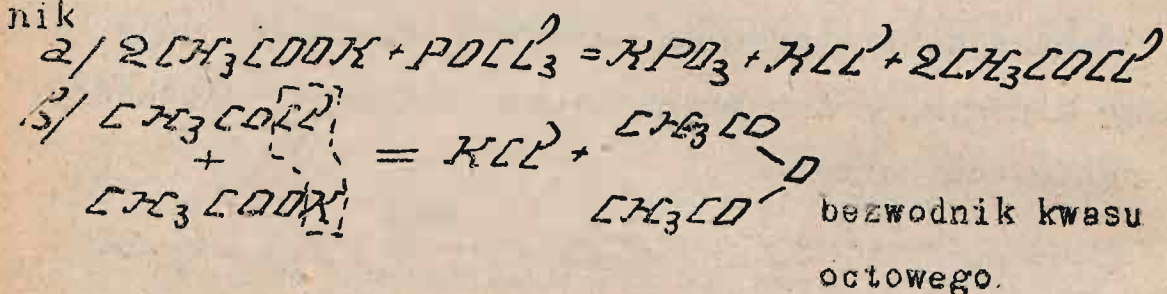 nik
a/ 2CH₃COOK + POCl₃ = KPO₃ + KCl + 2CH₃COCl
b/ CH₃COCl CH₃CO
+ = KCl + O
CH₃COOK CH₃CO bezwodnik kwasu
octowego.